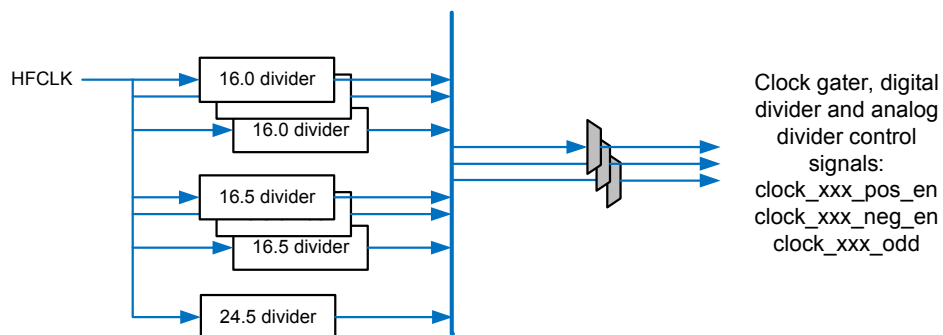 HFCLK
16.0 divider
16.0 divider
16.5 divider
16.5 divider
24.5 divider
Clock gater, digital
divider and analog
divider control
signals:
clock_xxx_pos_en
clock_xxx_neg_en
clock_xxx_odd